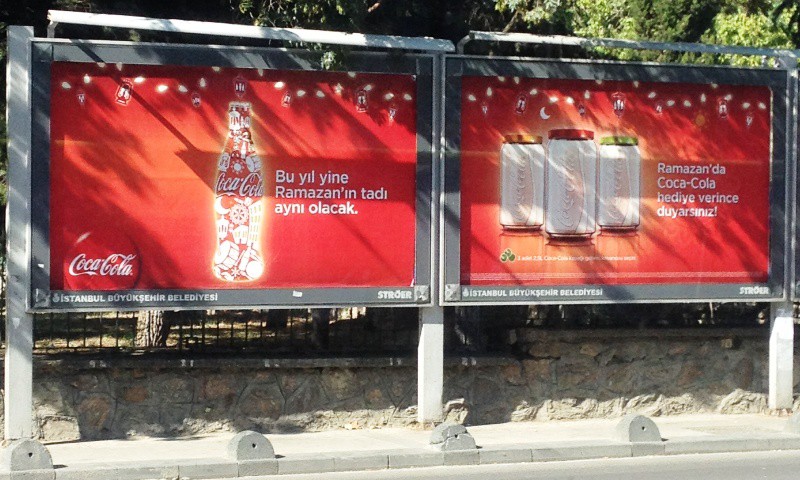 Coca-Cola
Bu yıl yine
Ramazan'ın tadı
aynı olacak.
Coca-Cola
İSTANBUL BÜYÜKŞEHİR BELEDİYESİ
STRÖER
Ramazan'da
Coca-Cola
hediye verince
duyarsınız!
İSTANBUL BÜYÜKŞEHİR BELEDİYESİ
STRÖER